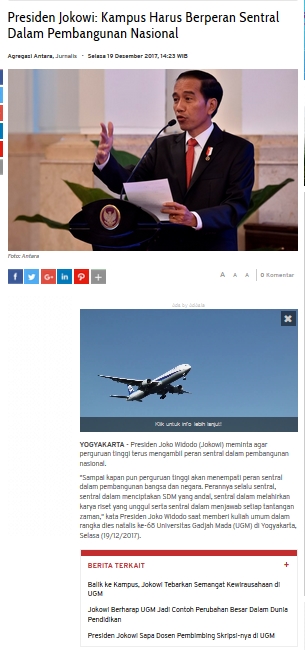 Presiden Jokowi: Kampus Harus Berperan Sentral
Dalam Pembangunan Nasional
Agregasi Antara, Jurnalis • Selasa 19 Desember 2017, 14:23 WIB
Foto: Antara
A A A 0 Komentar
Klik untuk info lebih lanjut!
YOGYAKARTA - Presiden Joko Widodo (Jokowi) meminta agar
perguruan tinggi terus mengambil peran sentral dalam pembangunan
nasional.
"Sampai kapan pun perguruan tinggi akan menempati peran sentral
dalam pembangunan bangsa dan negara. Perannya selalu sentral,
sentral dalam menciptakan SDM yang andal, sentral dalam melahirkan
karya riset yang unggul serta sentral dalam menjawab setiap tantangan
zaman," kata Presiden Joko Widodo saat memberi kuliah umum dalam
rangka dies natalis ke-68 Universitas Gadjah Mada (UGM) di Yogyakarta,
Selasa (19/12/2017).
BERITA TERKAIT +
Balik ke Kampus, Jokowi Tebarkan Semangat Kewirausahaan di
UGM
Jokowi Berharap UGM Jadi Contoh Perubahan Besar Dalam Dunia
Pendidikan
Presiden Jokowi Sapa Dosen Pembimbing Skripsi-nya di UGM